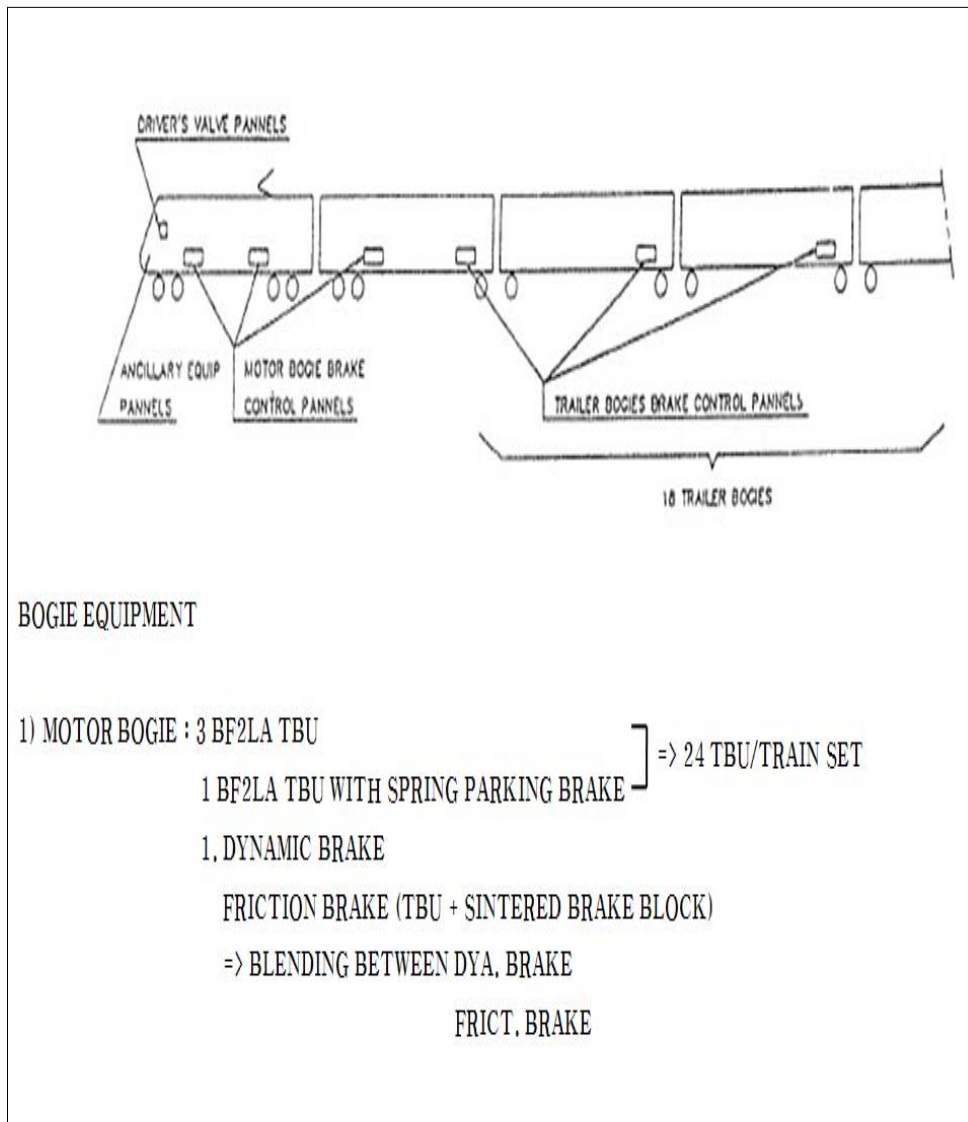 DRIVER'S VALVE PANNELS
ANCILLARY EQUIP
PANNELS
MOTOR BOGIE BRAKE
CONTROL PANNELS
TRAILER BOGIES BRAKE CONTROL PANNELS
18 TRAILER BOGIES
BOGIE EQUIPMENT
1) MOTOR BOGIE : 3 BF2LA TBU
1 BF2LA TBU WITH SPRING PARKING BRAKE
=> 24 TBU/TRAIN SET
1. DYNAMIC BRAKE
FRICTION BRAKE (TBU + SINTERED BRAKE BLOCK)
=> BLENDING BETWEEN DYA. BRAKE
FRICT. BRAKE